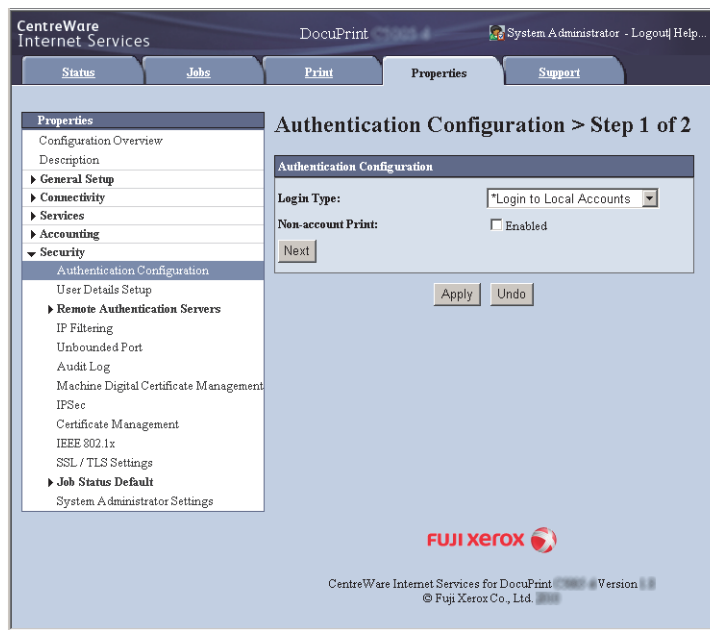 CentreWare
Internet Services
DocuPrint
System Administrator - Logout| Help...
Status
Jobs
Print
Properties
Support
Properties
Configuration Overview
Description
General Setup
Connectivity
Services
Accounting
Security
Authentication Configuration
User Details Setup
Remote Authentication Servers
IP Filtering
Unbounded Port
Audit Log
Machine Digital Certificate Management
IPSec
Certificate Management
IEEE 802.1x
SSL / TLS Settings
Job Status Default
System Administrator Settings
Authentication Configuration > Step 1 of 2
Authentication Configuration
Login Type: *Login to Local Accounts
Non-account Print: Enabled
Next
Apply Undo
FUJI xerox
CentreWare Internet Services for DocuPrint Version
© Fuji Xerox Co., Ltd.